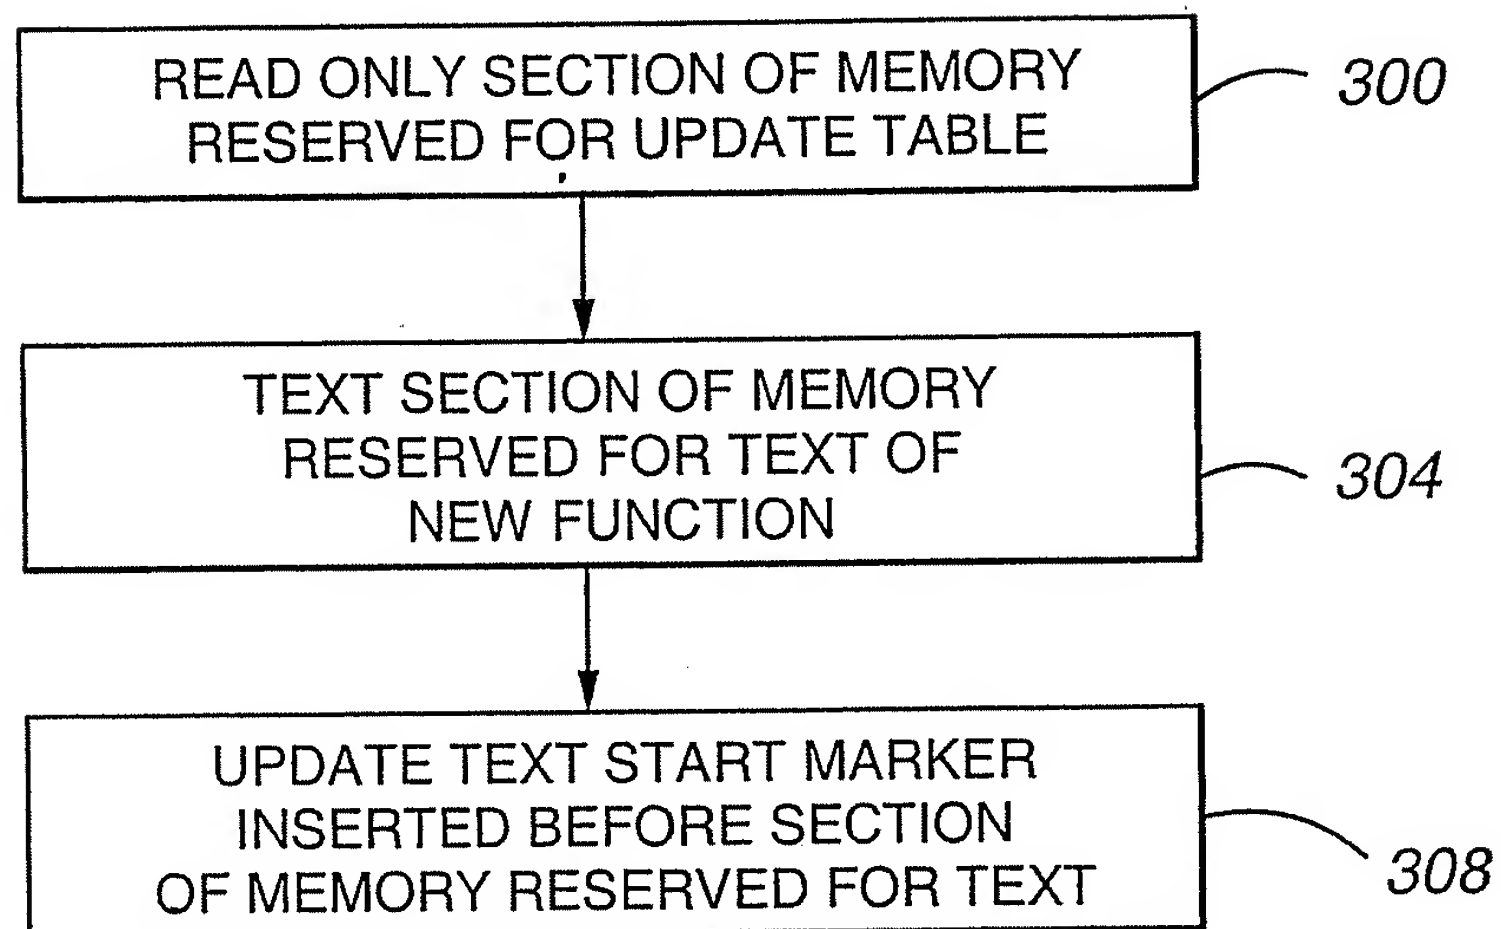 READ ONLY SECTION OF MEMORY
RESERVED FOR UPDATE TABLE
300
TEXT SECTION OF MEMORY
RESERVED FOR TEXT OF
NEW FUNCTION
304
UPDATE TEXT START MARKER
INSERTED BEFORE SECTION
OF MEMORY RESERVED FOR TEXT
308